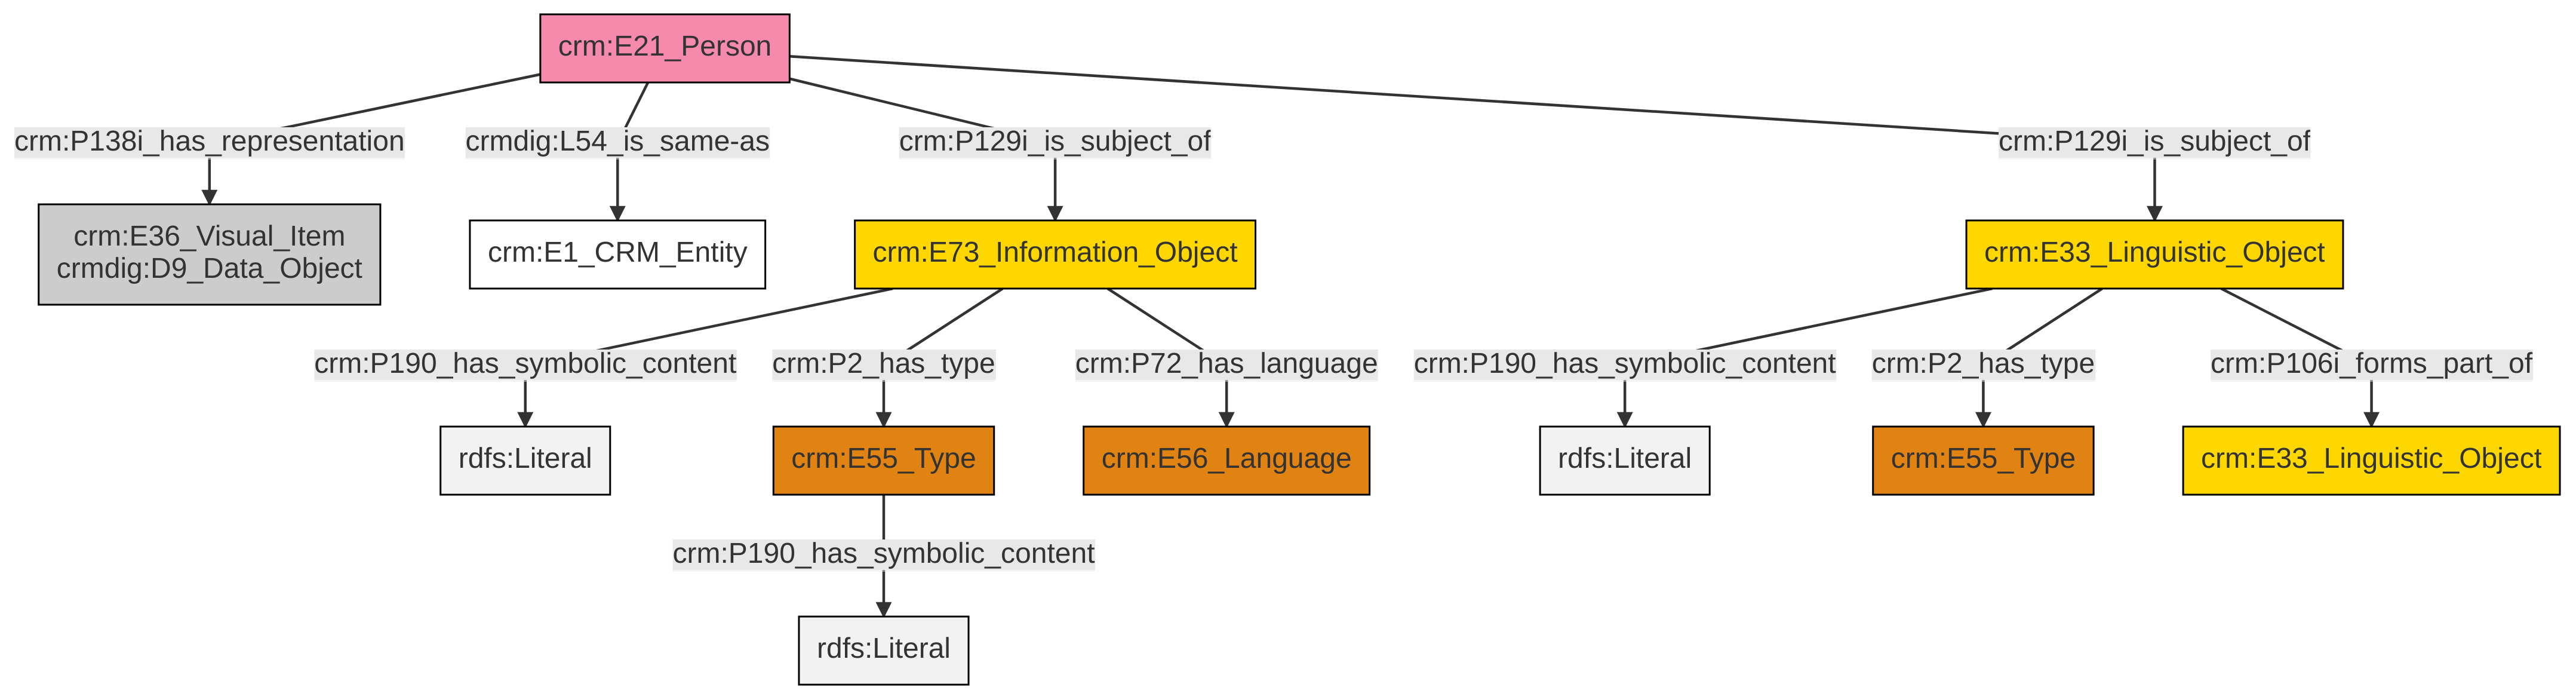 crm:E21_Person
crm:P138i_has_representation
crmdig:L54_is_same-as
crm:P129i_is_subject_of
crm:P129i_is_subject_of
crm:E36_Visual_Item
crmdig:D9_Data_Object
crm:E1_CRM_Entity
crm:E73_Information_Object
crm:E33_Linguistic_Object
crm:P190_has_symbolic_content
crm:P2_has_type
crm:P72_has_language
crm:P190_has_symbolic_content
crm:P2_has_type
crm:P106i_forms_part_of
rdfs:Literal
crm:E55_Type
crm:E56_Language
rdfs:Literal
crm:E55_Type
crm:E33_Linguistic_Object
crm:P190_has_symbolic_content
rdfs:Literal